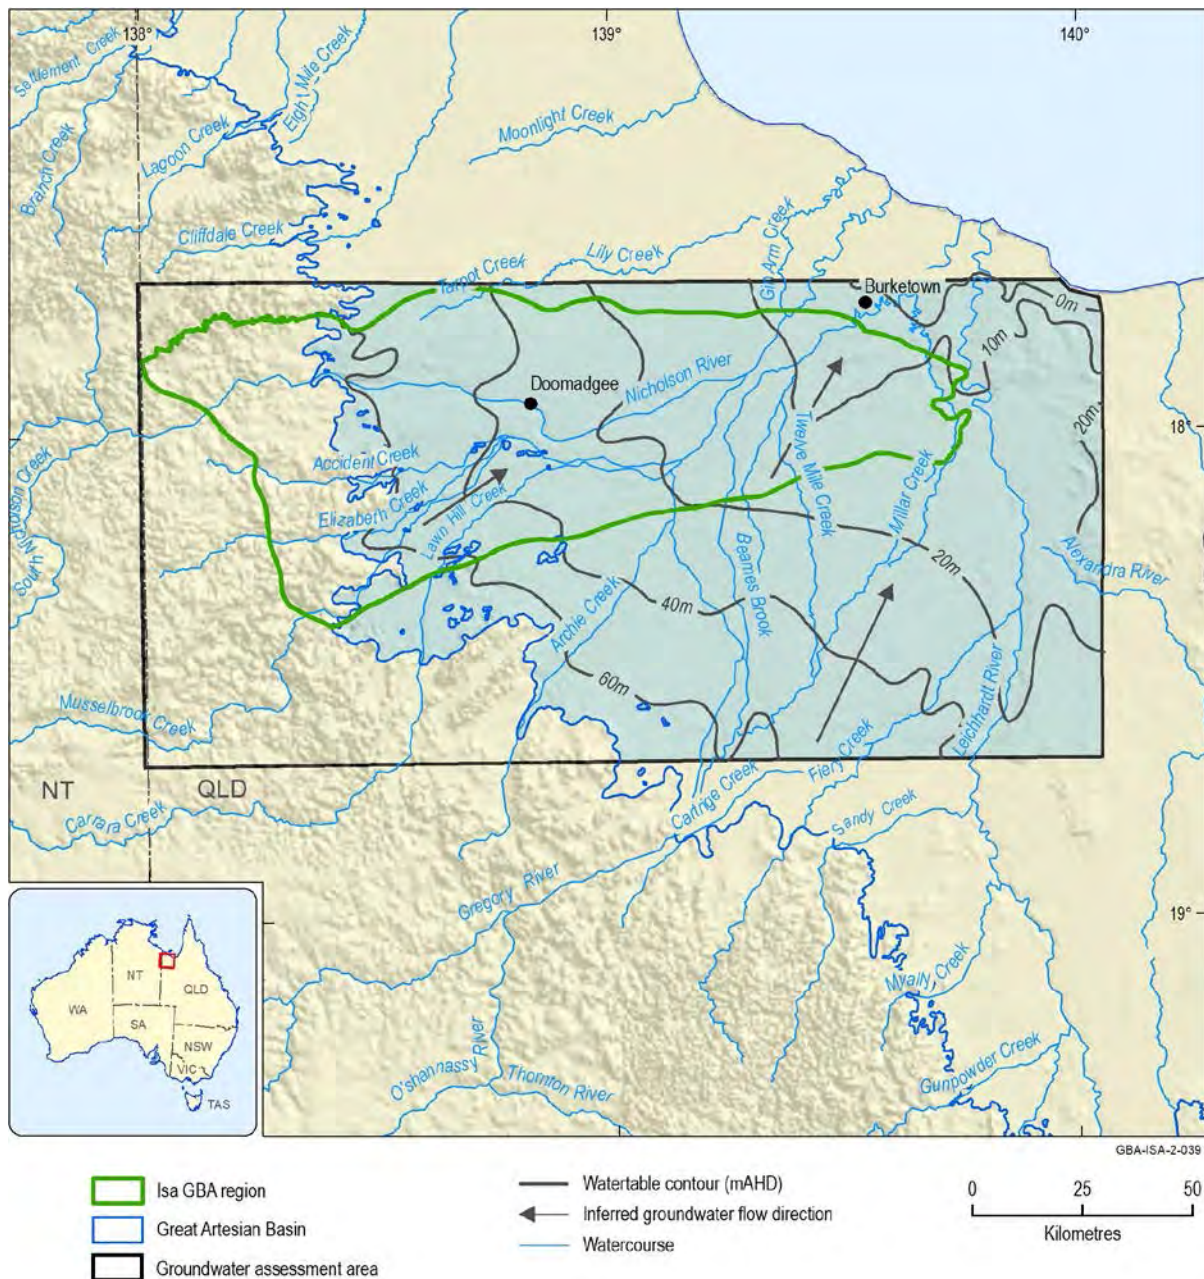 138°
139°
140°
Settlement Creek
Eight Mile Creek
Lagoon Creek
Branch Creek
Moonlight Creek
Cliffdale Creek
Gin Arm Creek
Lily Creek
Tarpot Creek
Burketown
0m
10m
Nicholson River
Doomadgee
20m
18°
Twelve Mile Creek
Accident Creek
South Nicholson Creek
Elizabeth Creek
Lawn Hill Creek
Millar Creek
Alexandra River
20m
Beames Brook
40m
Archie Creek
60m
Leichhardt River
Musselbrook Creek
Fiery Creek
NT
QLD
Carrara Creek
Cartrige Creek
Sandy Creek
Gregory River
19°
Myally Creek
NT
QLD
WA
SA
NSW
VIC
TAS
O'shannassy River
Thornton River
Gunpowder Creek
GBA-ISA-2-039
Isa GBA region
Great Artesian Basin
Groundwater assessment area
Watertable contour (mAHD)
Inferred groundwater flow direction
Watercourse
0 25 50
Kilometres